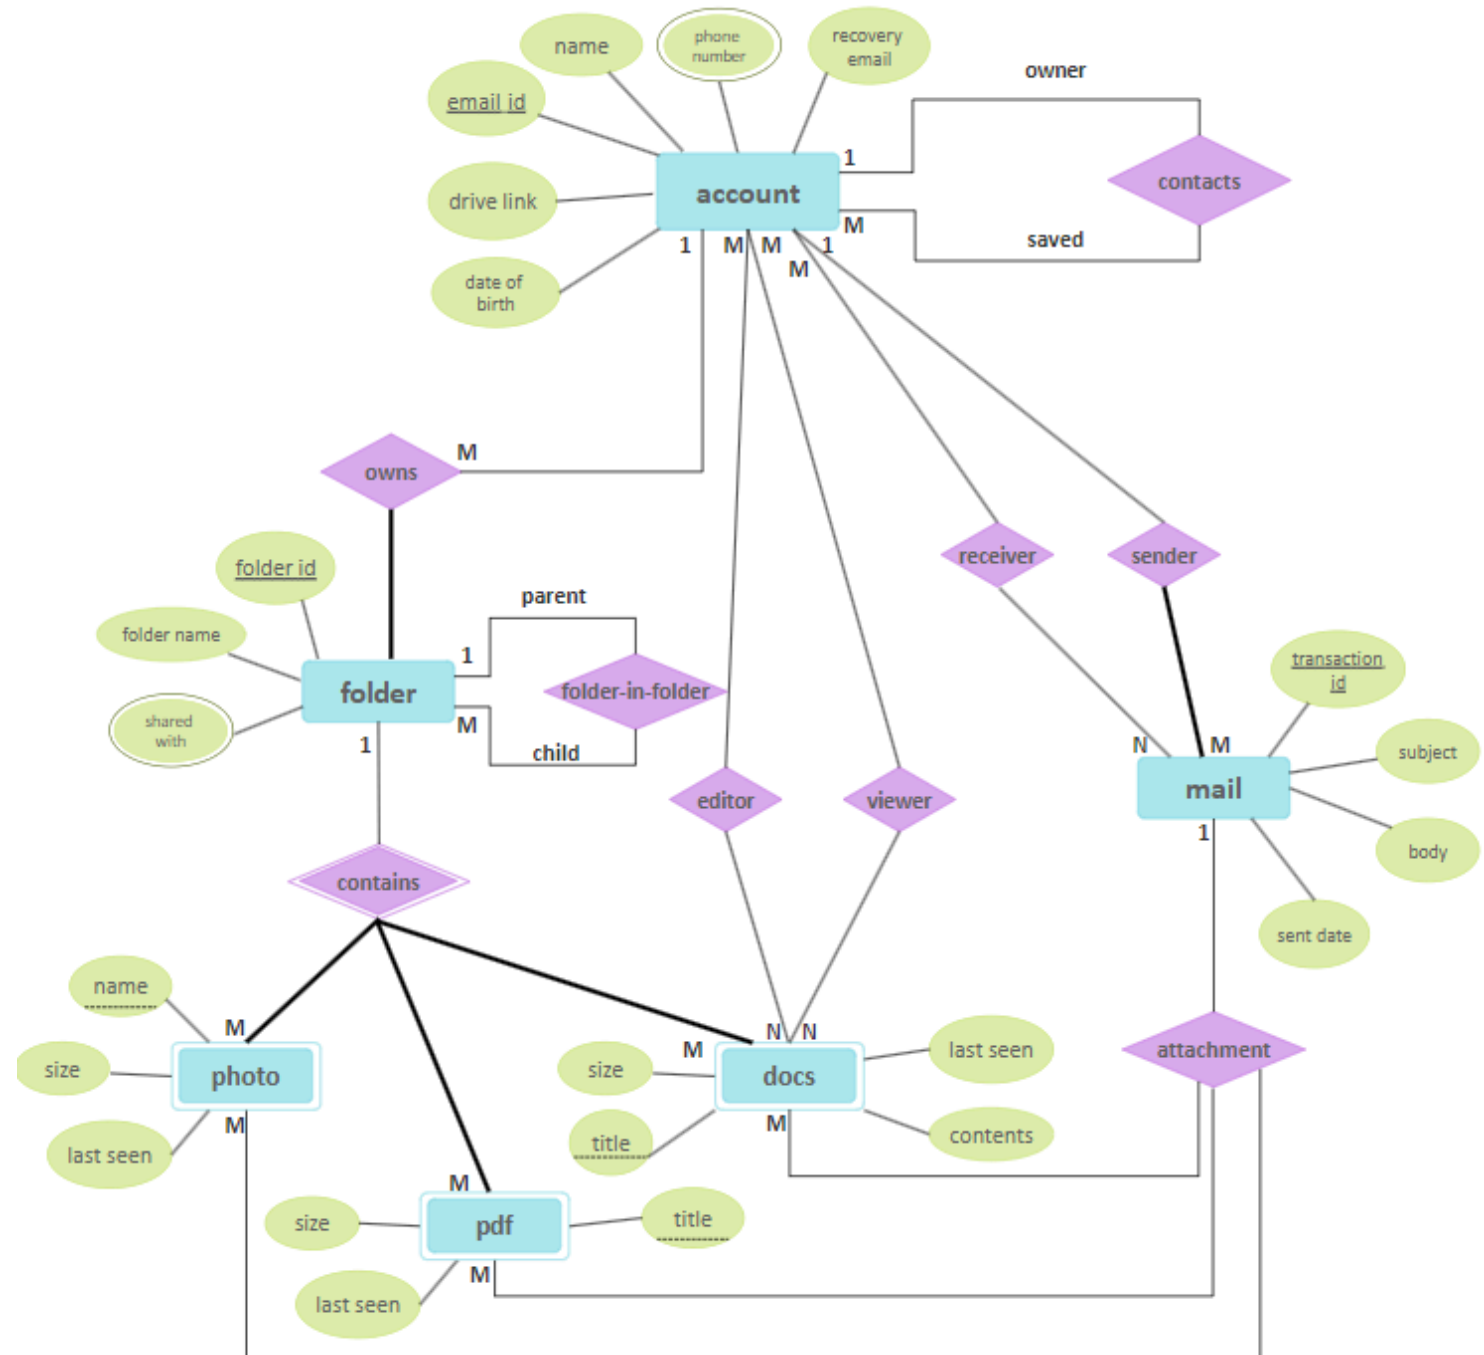 name
phone
number
recovery
email
owner
email id
account
1
contacts
drive link
M
saved
1
M
M
1
M
date of
birth
owns
M
receiver
sender
folder id
parent
folder name
1
folder
folder-in-folder
transaction
id
shared
with
1
M
child
N
M
subject
mail
editor
viewer
1
body
contains
sent date
name
M
N
N
last seen
M
attachment
size
photo
size
docs
M
M
title
contents
last seen
M
size
pdf
title
M
last seen